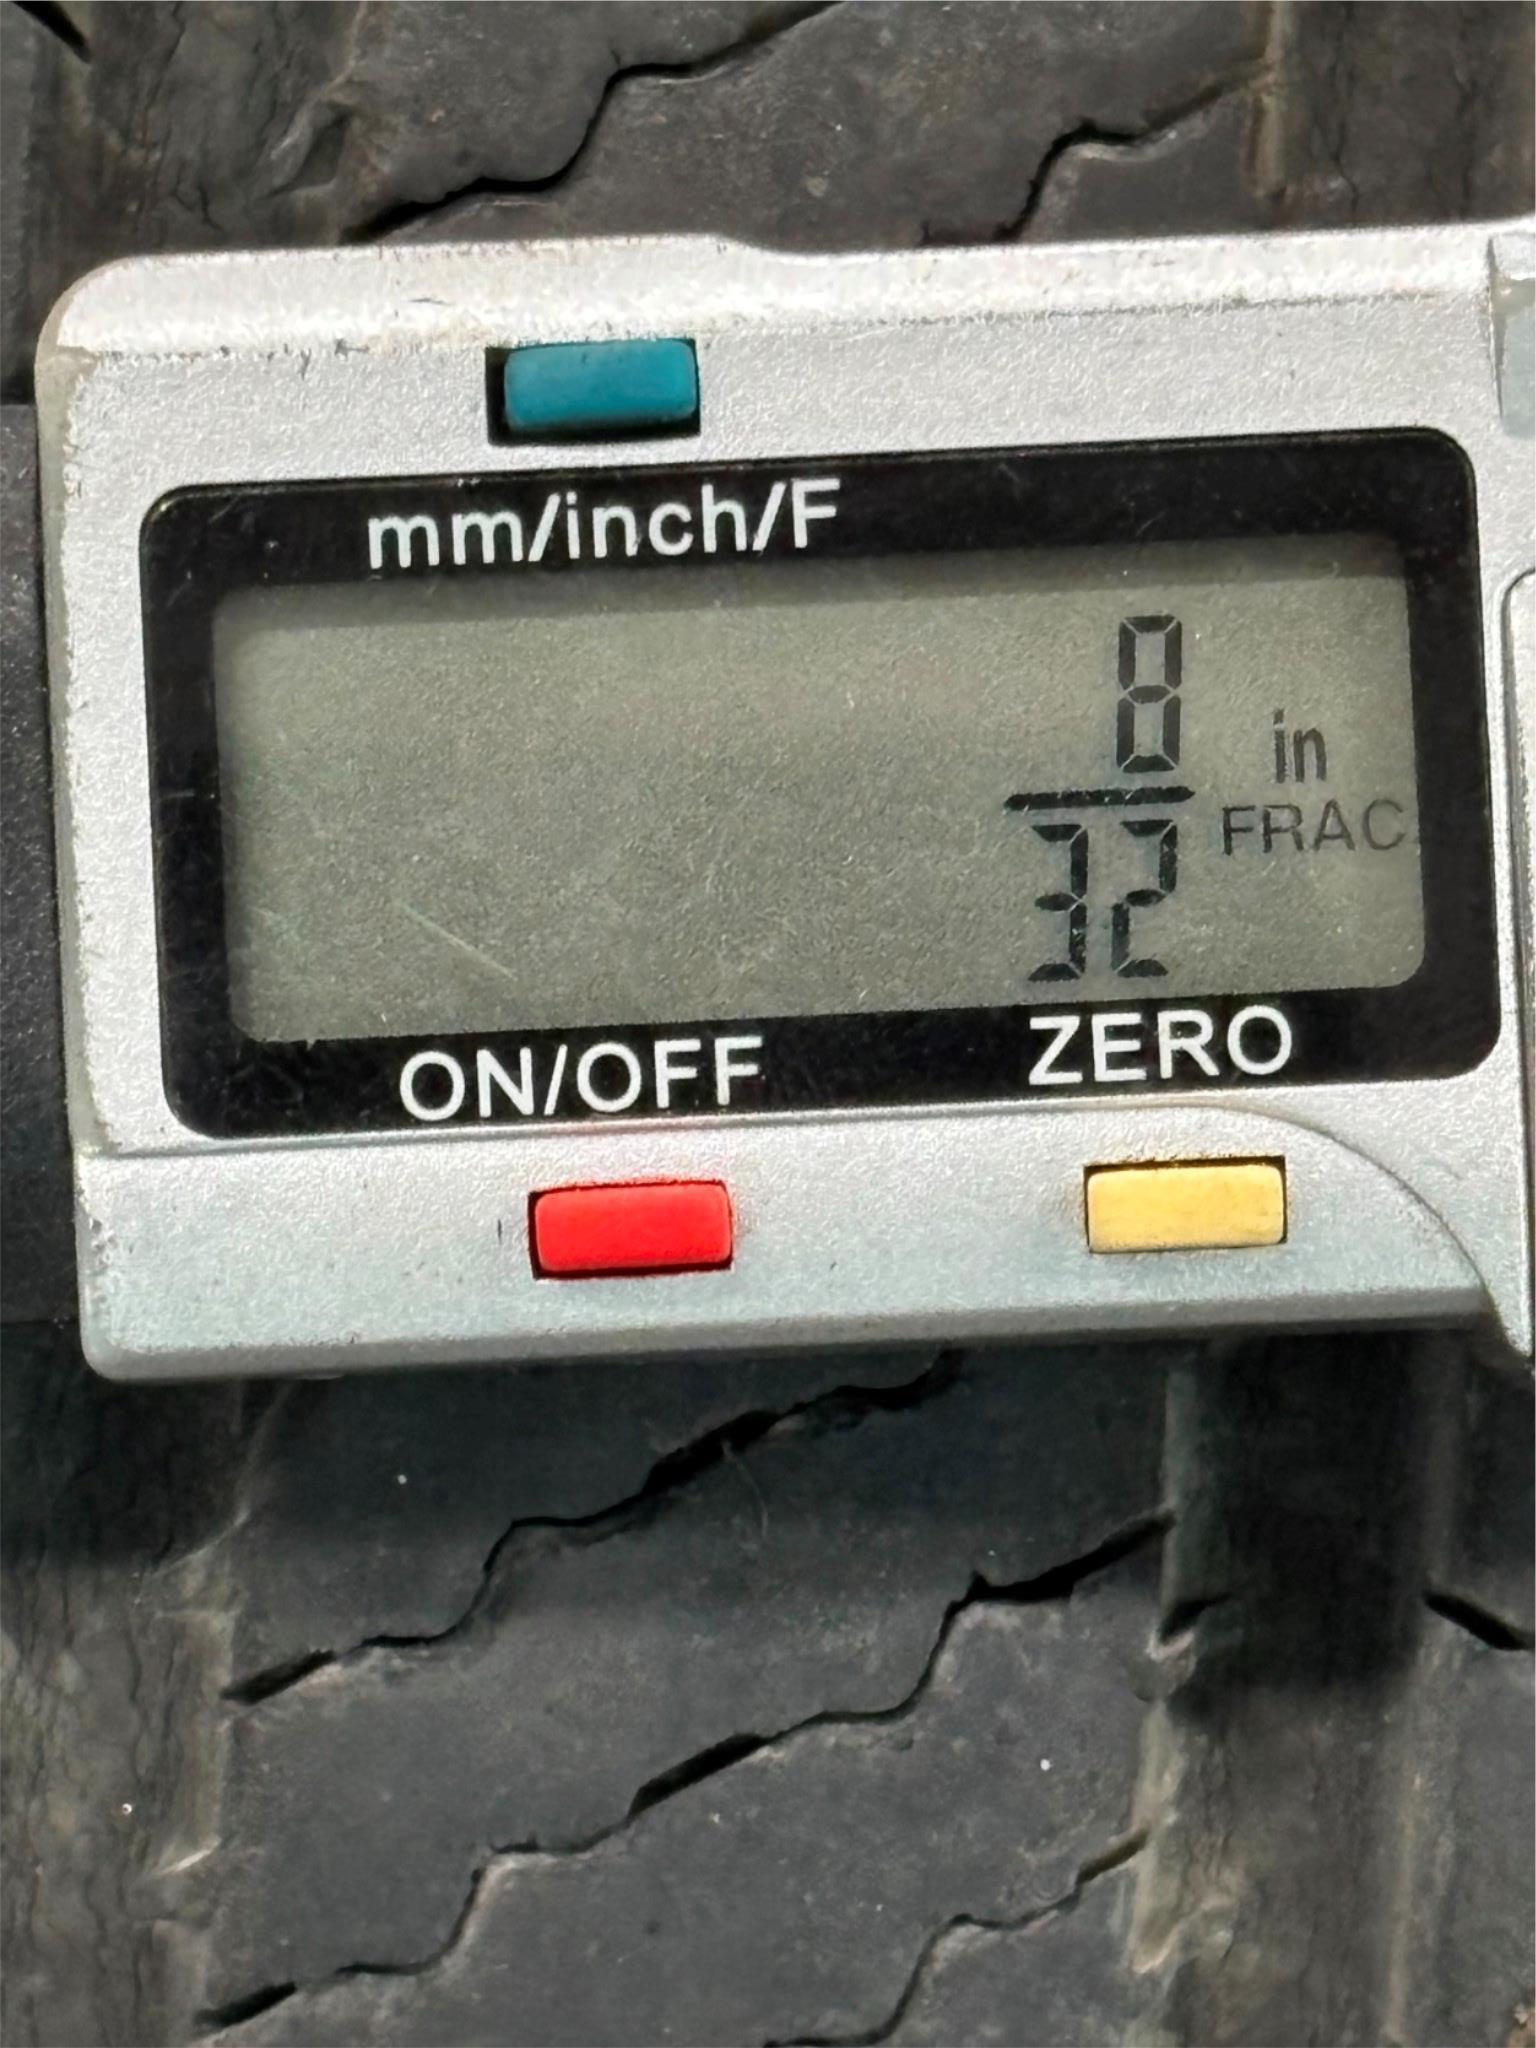 mm/inch/F
8
in
FRAC
32
ON/OFF ZERO